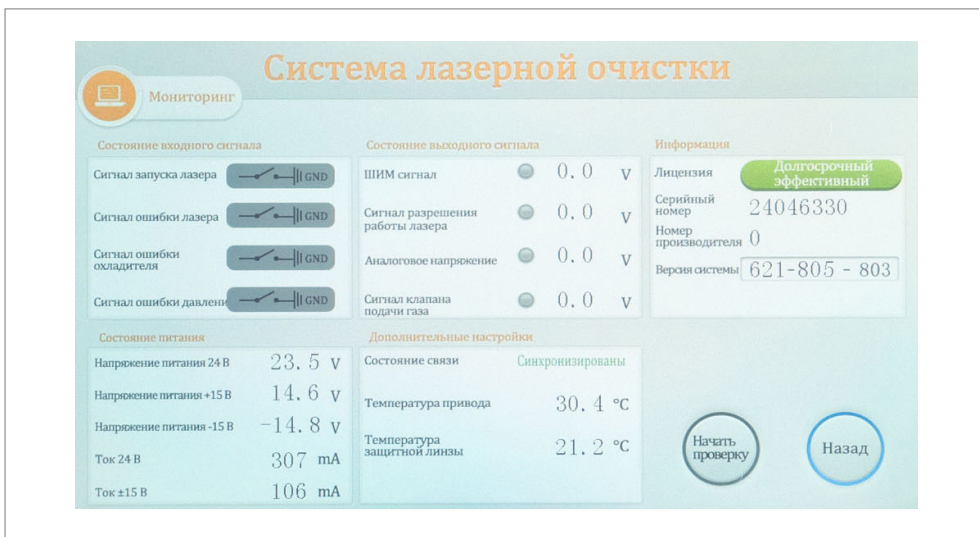 Система лазерной очистки
Мониторинг
Состояние входного сигнала
Сигнал запуска лазера
GND
Сигнал ошибки лазера
GND
Сигнал ошибки
охладителя
GND
Сигнал ошибки давлени
GND
Состояние выходного сигнала
ШИМ сигнал
0.0 V
Сигнал разрешения
работы лазера
0.0 V
Аналоговое напряжение
0.0 V
Сигнал клапана
подачи газа
0.0 V
Информация
Лицензия
Долгосрочный
эффективный
Серийный
номер
24046330
Номер
производителя
0
Версия системы
621-805 - 803
Состояние питания
Напряжение питания 24 В 23.5 V
Напряжение питания +15 В 14.6 V
Напряжение питания -15 В -14.8 V
Ток 24 В 307 mA
Ток ±15 В 106 mA
Дополнительные настройки
Состояние связи Синхронизированы
Температура привода 30.4 °C
Температура
защитной линзы
21.2 °C
Начать
проверку
Назад